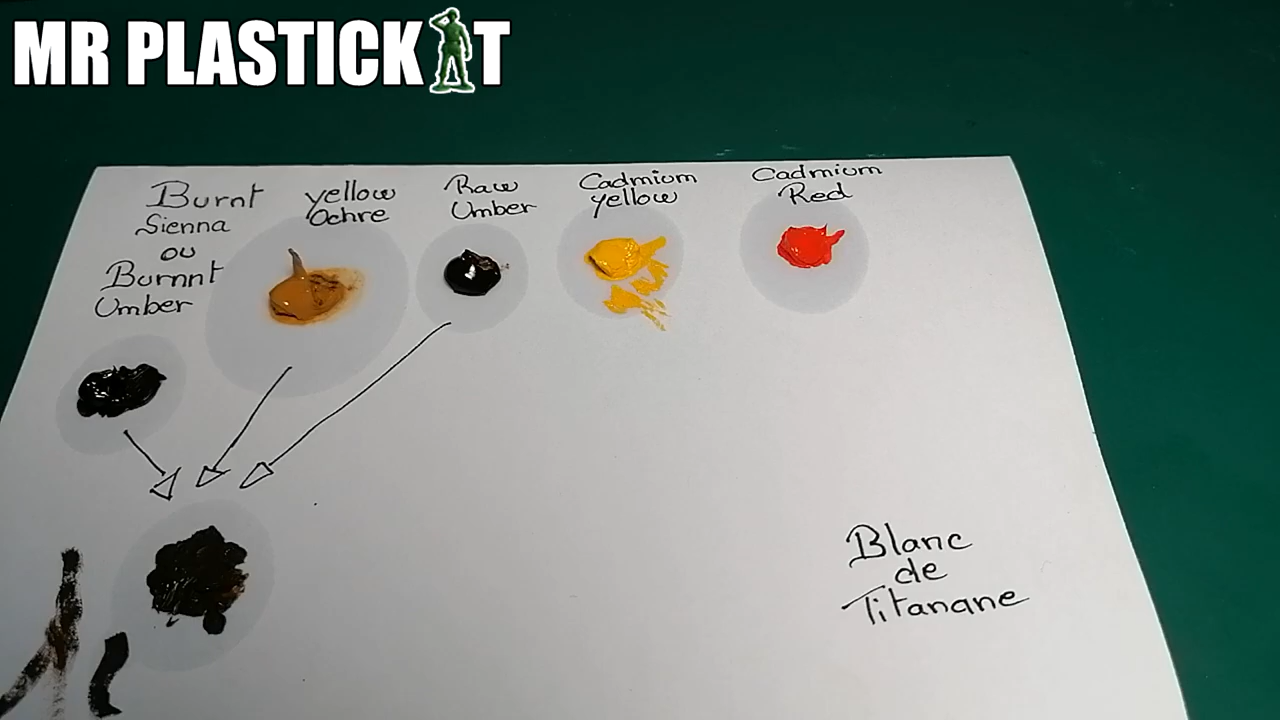 MR PLASTICKIT
Burnt
Sienna
ou
Burnnt
Umber
yellow
Ochre
Raw
Umber
Cadmium
yellow
Cadmium
Red
Blanc
de
Titanane